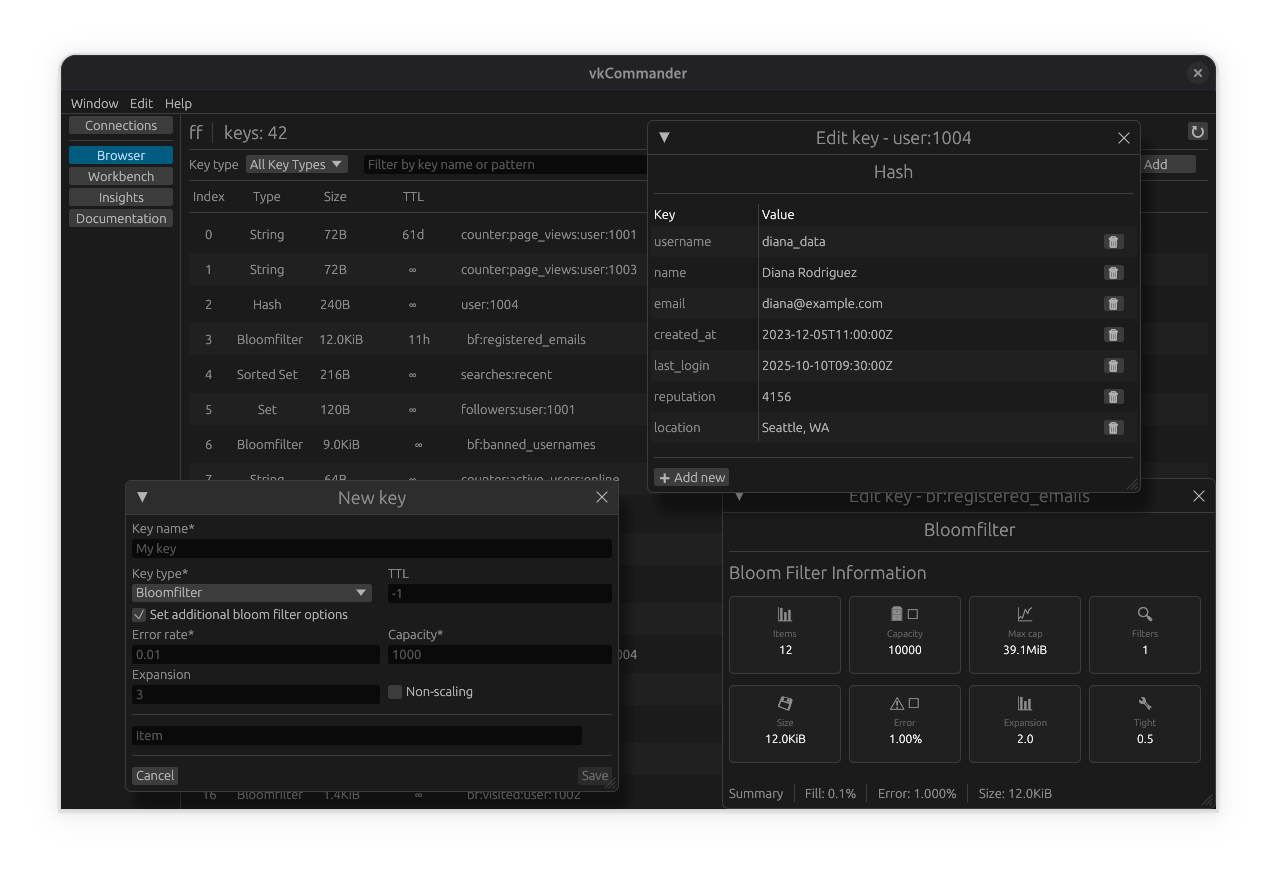 vkCommander
Window Edit Help
Connections
Browser
Workbench
Insights
Documentation
ff keys: 42
Key type All Key Types Filter by key name or pattern Add
Index Type Size TTL
0 String 72B 61d counter:page_views:user:1001
1 String 72B ∞ counter:page_views:user:1003
2 Hash 240B ∞ user:1004
3 Bloomfilter 12.0KiB 11h bf:registered_emails
4 Sorted Set 216B ∞ searches:recent
5 Set 120B ∞ followers:user:1001
6 Bloomfilter 9.0KiB ∞ bf:banned_usernames
7 String 64B ∞ counter:active_users:online
004
16 Bloomfilter 1.4KiB ∞ bf:visited:user:1002
Edit key - user:1004
Hash
Key Value
username diana_data
name Diana Rodriguez
email diana@example.com
created_at 2023-12-05T11:00:00Z
last_login 2025-10-10T09:30:00Z
reputation 4156
location Seattle, WA
+ Add new
New key
Key name*
My key
Key type* TTL
Bloomfilter -1
Set additional bloom filter options
Error rate* Capacity*
0.01 1000
Expansion
3 Non-scaling
Item
Cancel Save
Edit key - bf:registered_emails
Bloomfilter
Bloom Filter Information
Items Capacity Max cap Filters
12 10000 39.1MiB 1
Size Error Expansion Tight
12.0KiB 1.00% 2.0 0.5
Summary Fill: 0.1% Error: 1.000% Size: 12.0KiB